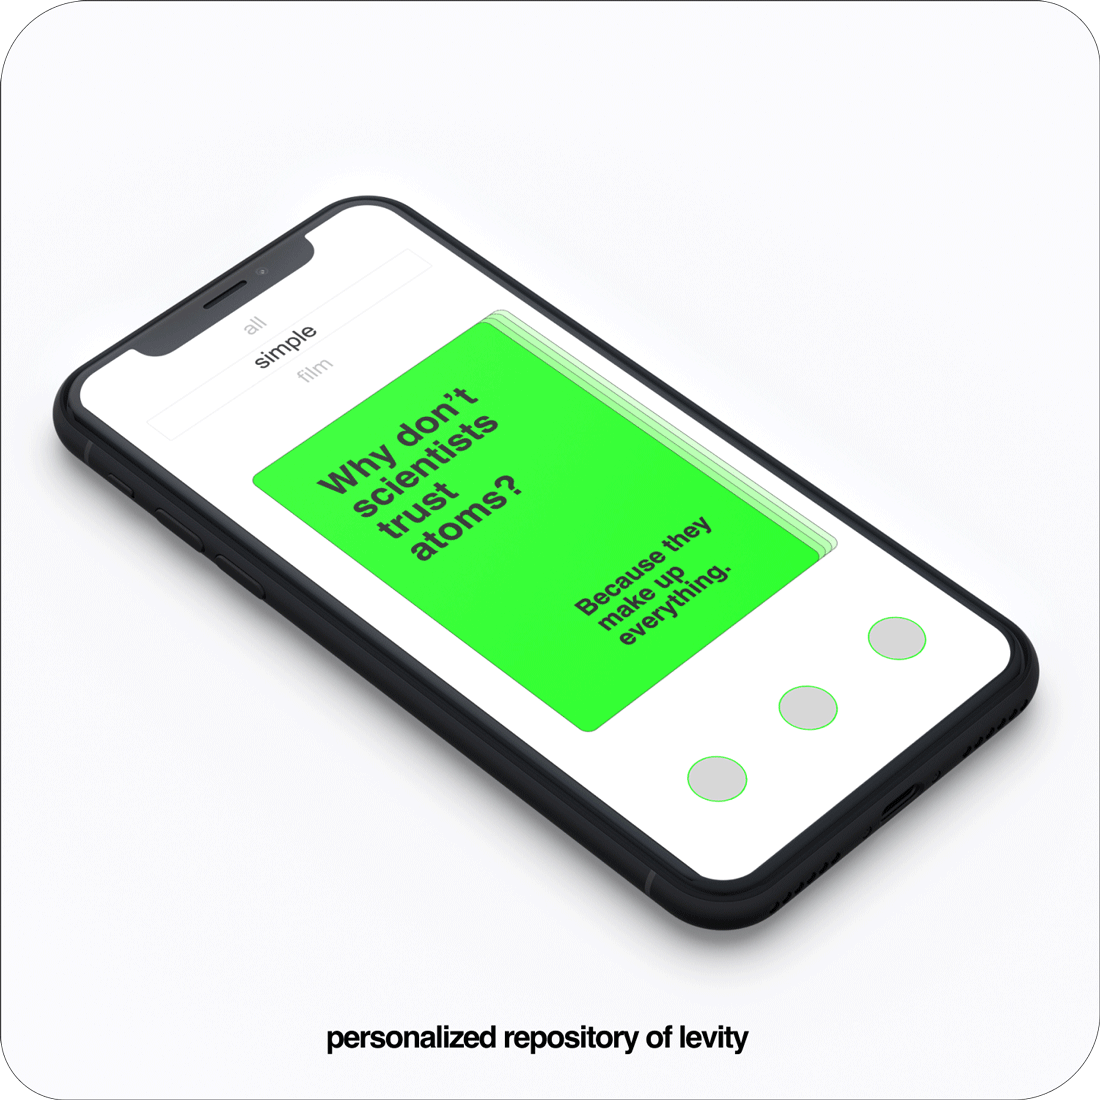 all
simple
film
Why don’t
scientists
trust
atoms?
Because they
make up
everything.
personalized repository of levity